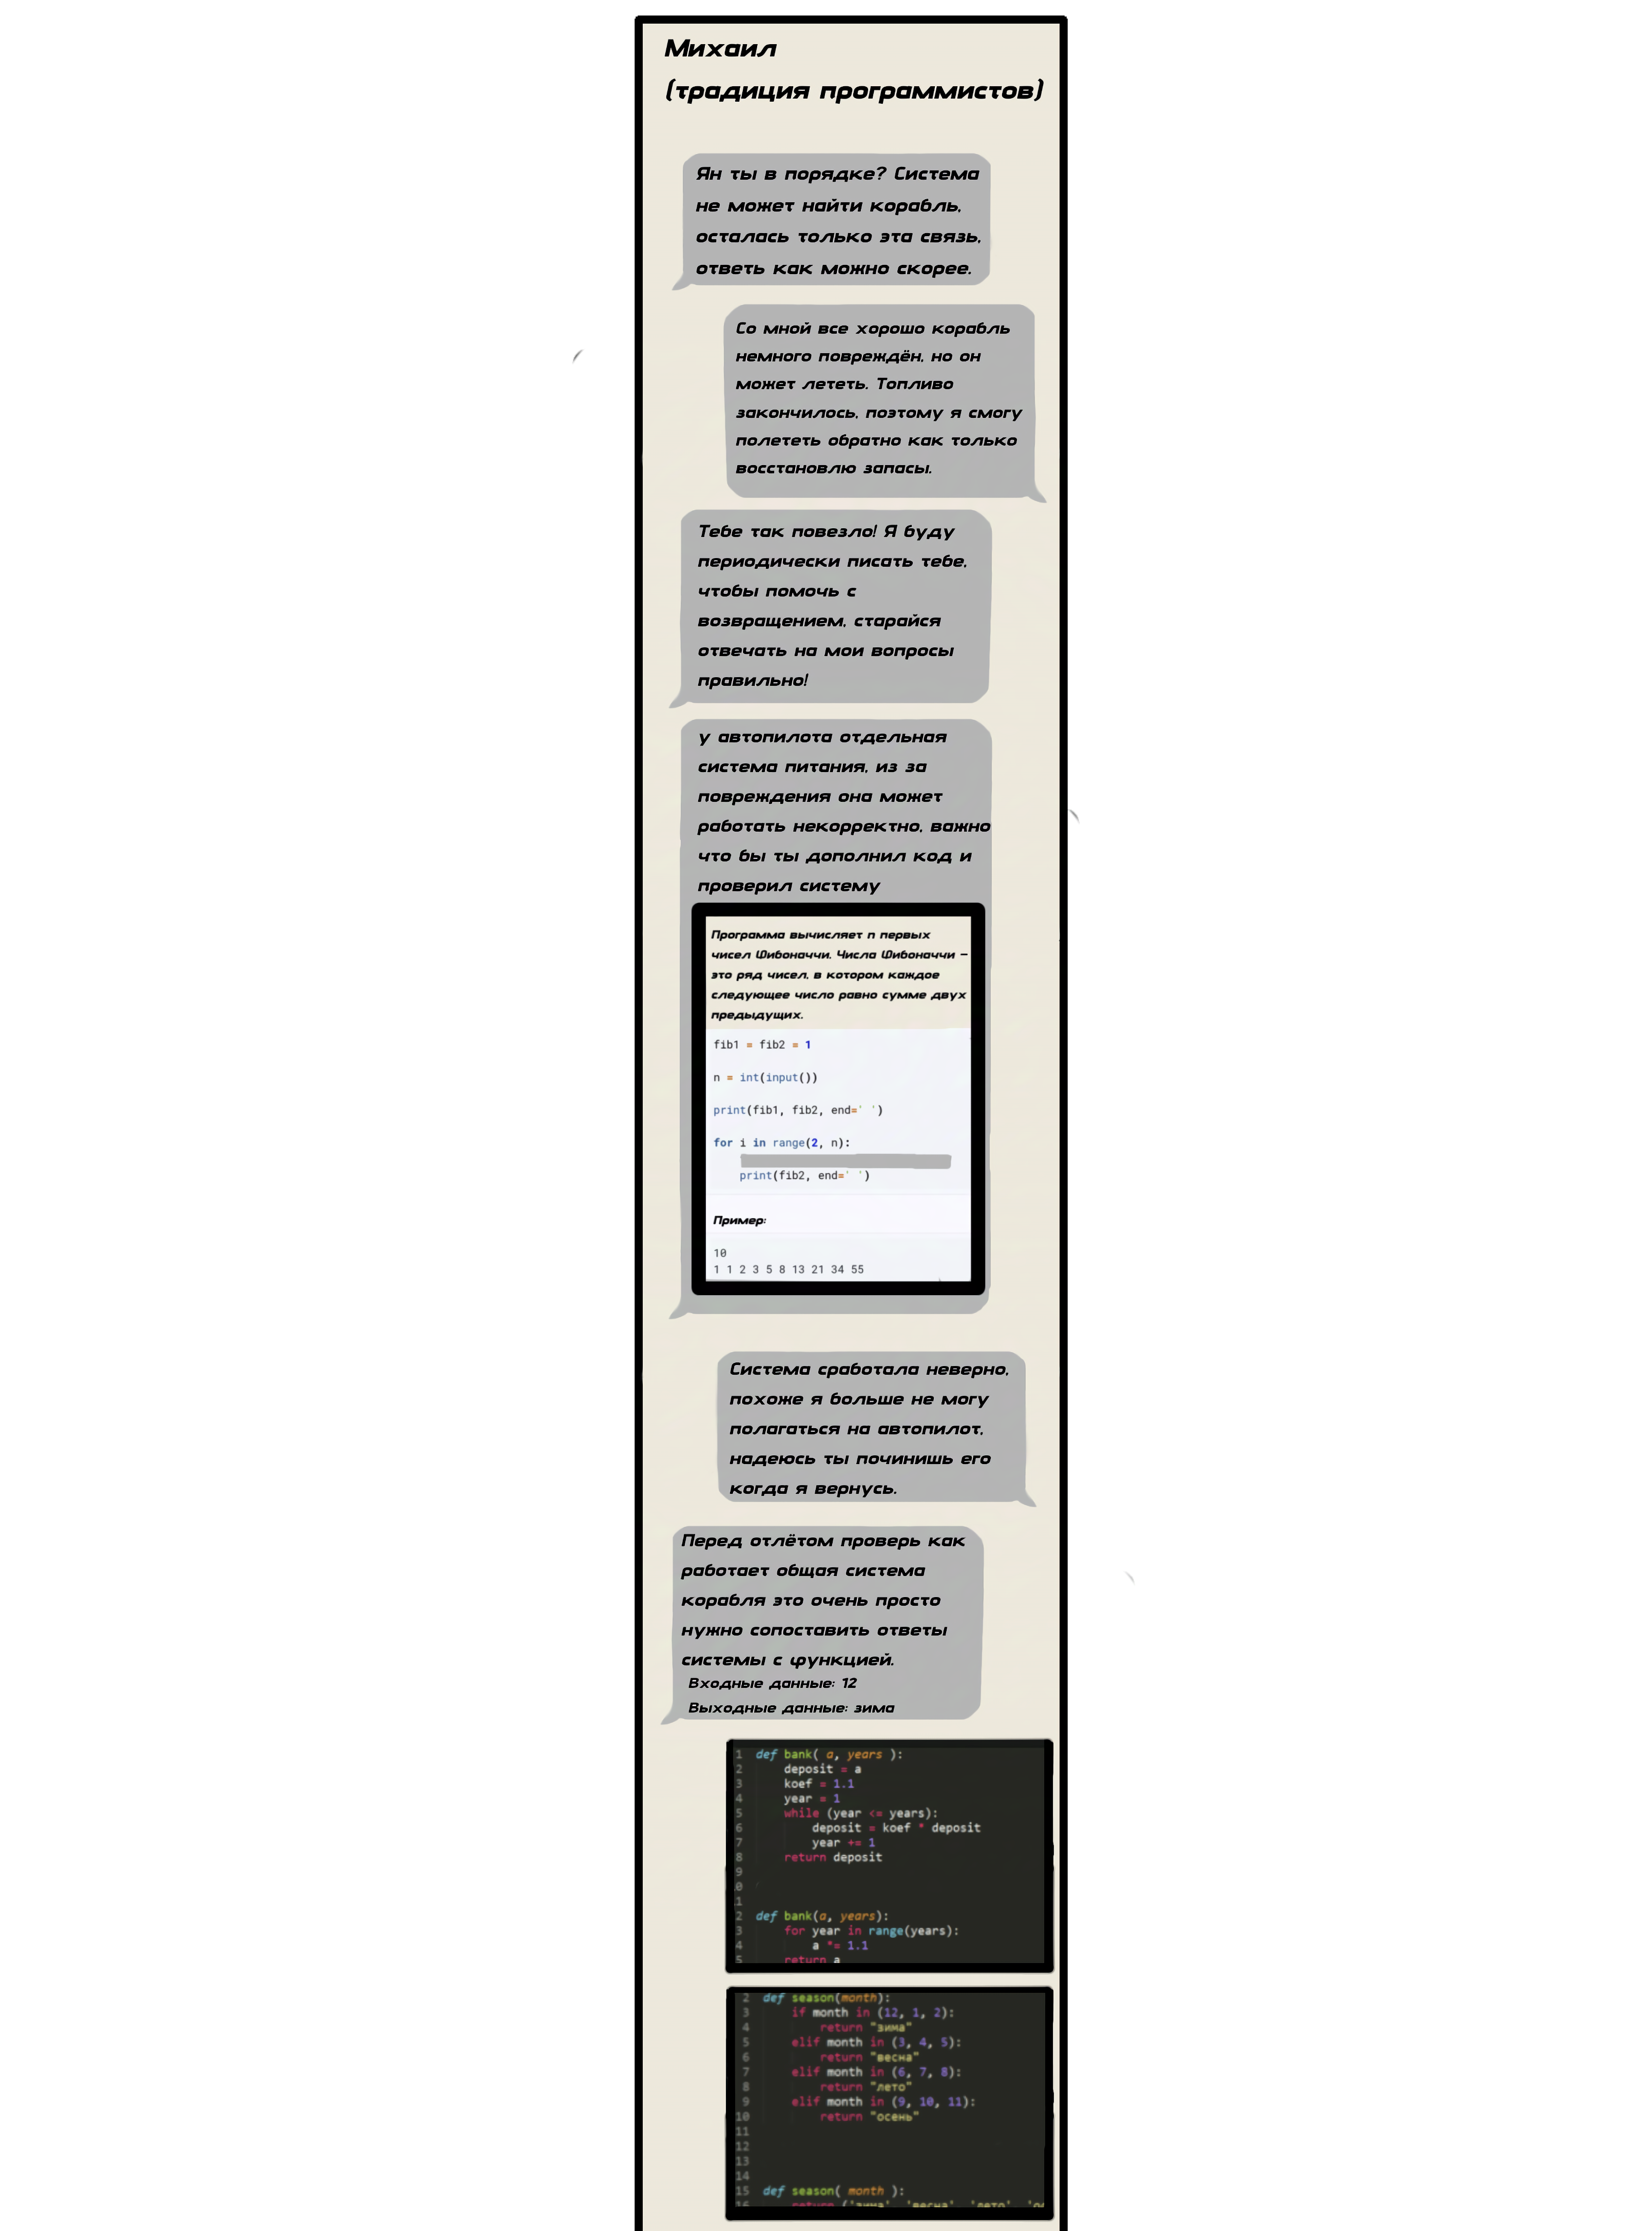 Михаил
(традиция программистов)
Ян ты в порядке? Система
не может найти корабль,
осталась только эта связь,
ответь как можно скорее.
Со мной все хорошо корабль
немного повреждён, но он
может лететь. Топливо
закончилось, поэтому я смогу
полететь обратно как только
восстановлю запасы.
Тебе так повезло! Я буду
периодически писать тебе,
чтобы помочь с
возвращением, старайся
отвечать на мои вопросы
правильно!
у автопилота отдельная
система питания, из за
повреждения она может
работать некорректно, важно
что бы ты дополнил код и
проверил систему
Программа вычисляет n первых
чисел Фибоначчи. Числа Фибоначчи –
это ряд чисел, в котором каждое
следующее число равно сумме двух
предыдущих.
fib1 = fib2 = 1
n = int(input())
print(fib1, fib2, end=' ')
for i in range(2, n):
print(fib2, end=' ')
Пример:
10
1 1 2 3 5 8 13 21 34 55
Система сработала неверно,
похоже я больше не могу
полагаться на автопилот,
надеюсь ты починишь его
когда я вернусь.
Перед отлётом проверь как
работает общая система
корабля это очень просто
нужно сопоставить ответы
системы с функцией.
Входные данные: 12
Выходные данные: зима
1 def bank( a, years ):
2 deposit = a
3 koef = 1.1
4 year = 1
5 while (year <= years):
6 deposit = koef * deposit
7 year += 1
8 return deposit
9
0
1
2 def bank(a, years):
3 for year in range(years):
4 a *= 1.1
5 return a
2 def season(month):
3 if month in (12, 1, 2):
4 return "зима"
5 elif month in (3, 4, 5):
6 return "весна"
7 elif month in (6, 7, 8):
8 return "лето"
9 elif month in (9, 10, 11):
10 return "осень"
11
12
13
14
15 def season( month ):
16 return ('зима', 'весна', 'лето',